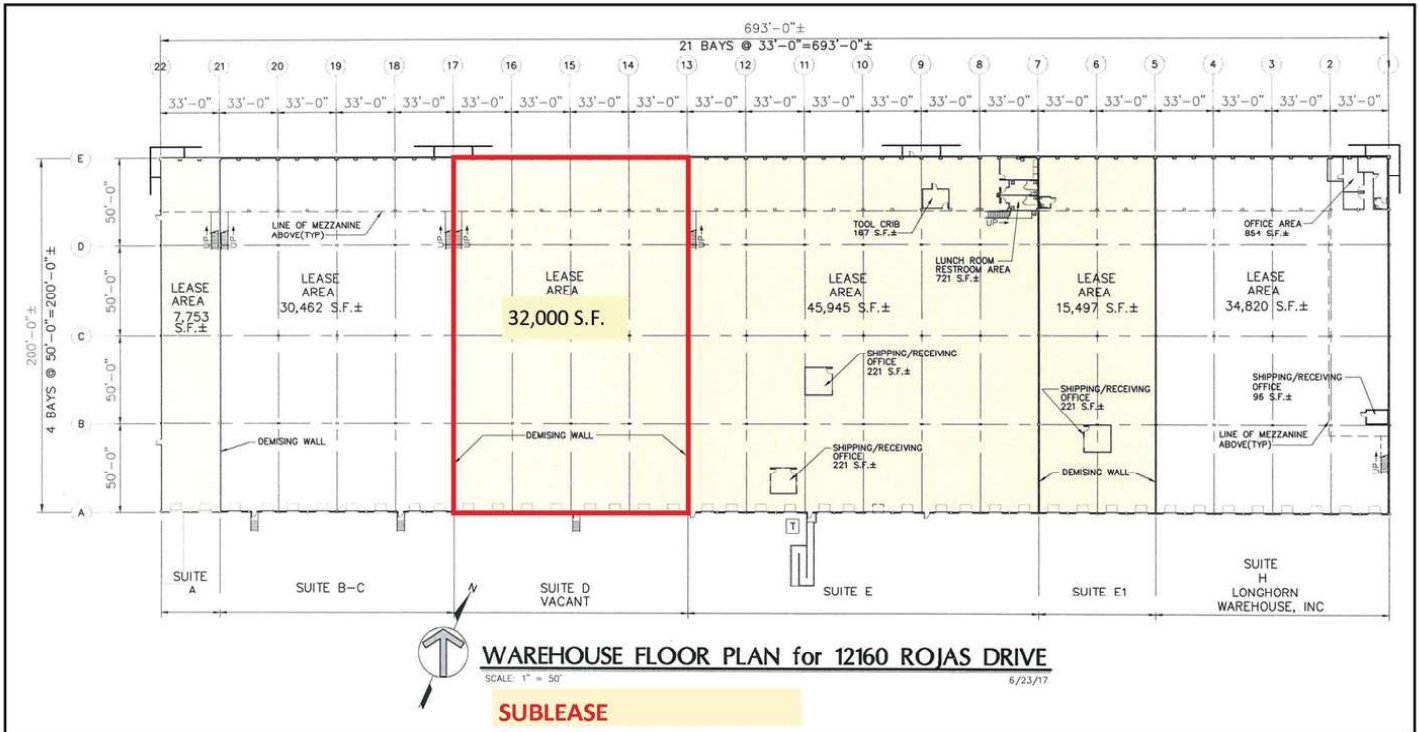 693'-0"±
21 BAYS @ 33'-0"=693'-0"±
22 21 20 19 18 17 16 15 14 13 12 11 10 9 8 7 6 5 4 3 2 1
33'-0" 33'-0" 33'-0" 33'-0" 33'-0" 33'-0" 33'-0" 33'-0" 33'-0" 33'-0" 33'-0" 33'-0" 33'-0" 33'-0" 33'-0" 33'-0" 33'-0" 33'-0" 33'-0" 33'-0" 33'-0"
E
D
C
B
A
200'-0"±
4 BAYS @ 50'-0"=200'-0"±
50'-0"
50'-0"
50'-0"
50'-0"
UP
UP
UP
UP
UP
UP
UP
LINE OF MEZZANINE
ABOVE(TYP)
TOOL CRIB
167 S.F.±
LUNCH ROOM
RESTROOM AREA
721 S.F.±
OFFICE AREA
854 S.F.±
LEASE
AREA
7,753
S.F.±
LEASE
AREA
30,462 S.F.±
LEASE
AREA
32,000 S.F.
LEASE
AREA
45,945 S.F.±
LEASE
AREA
15,497 S.F.±
LEASE
AREA
34,820 S.F.±
SHIPPING/RECEIVING
OFFICE
221 S.F.±
SHIPPING/RECEIVING
OFFICE
221 S.F.±
SHIPPING/RECEIVING
OFFICE
221 S.F.±
SHIPPING/RECEIVING
OFFICE
96 S.F.±
LINE OF MEZZANINE
ABOVE(TYP)
DEMISING WALL
DEMISING WALL
DEMISING WALL
T
SUITE
A
SUITE B-C
SUITE D
VACANT
SUITE E
SUITE E1
SUITE
H
LONGHORN
WAREHOUSE, INC
N
WAREHOUSE FLOOR PLAN for 12160 ROJAS DRIVE
SCALE: 1" = 50'
6/23/17
SUBLEASE